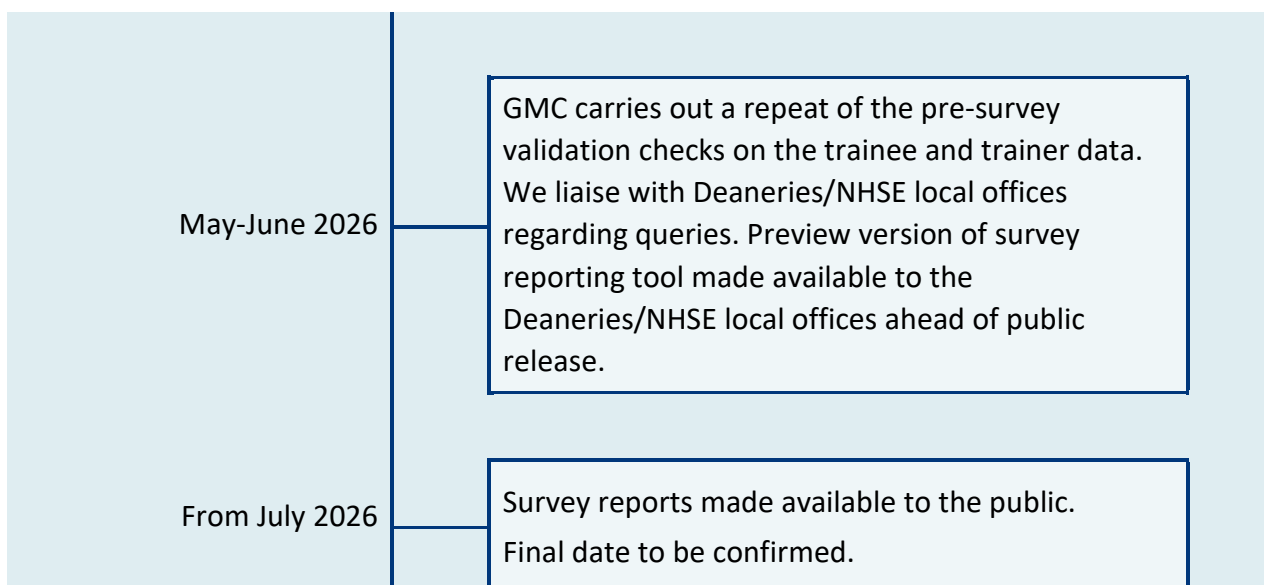 May-June 2026
GMC carries out a repeat of the pre-survey
validation checks on the trainee and trainer data.
We liaise with Deaneries/NHSE local offices
regarding queries. Preview version of survey
reporting tool made available to the
Deaneries/NHSE local offices ahead of public
release.
From July 2026
Survey reports made available to the public.
Final date to be confirmed.